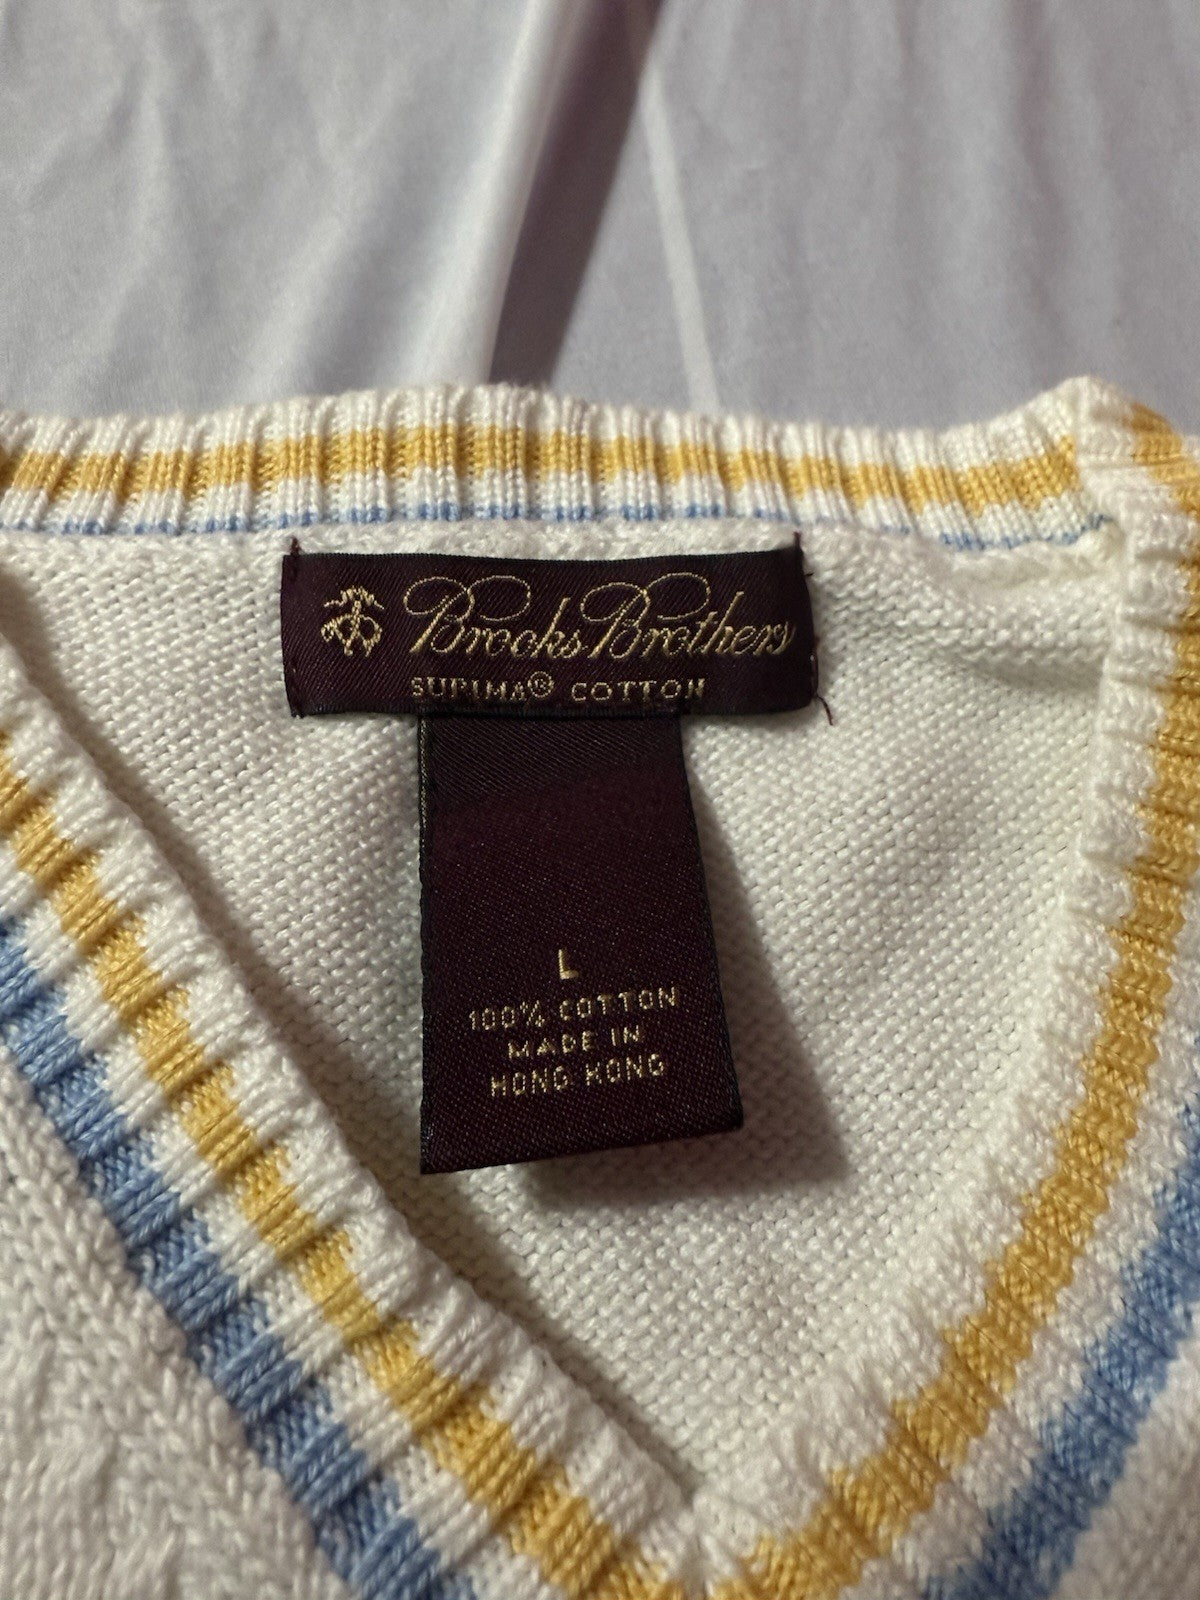 Brooks Brothers
SUPIMA® COTTON
L
100% COTTON
MADE IN
HONG KONG